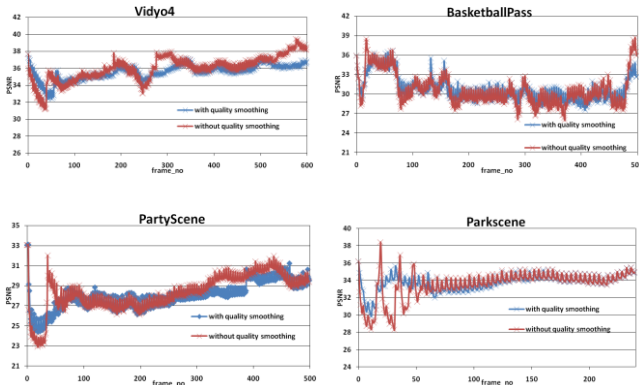 Vidyo4
42
40
38
36
34
32
30
28
26
PSNR
with quality smoothing
without quality smoothing
0 100 200 300 400 500 600
frame_no
BasketballPass
42
39
36
33
30
27
24
21
PSNR
with quality smoothing
without quality smoothing
0 100 200 300 400 500
frame_no
PartyScene
35
33
31
29
27
25
23
21
PSNR
with quality smoothing
without quality smoothing
0 100 200 300 400 500
frame_no
Parkscene
40
38
36
34
32
30
28
26
24
PSNR
with quality smoothing
without quality smoothing
0 50 100 150 200
frame_no